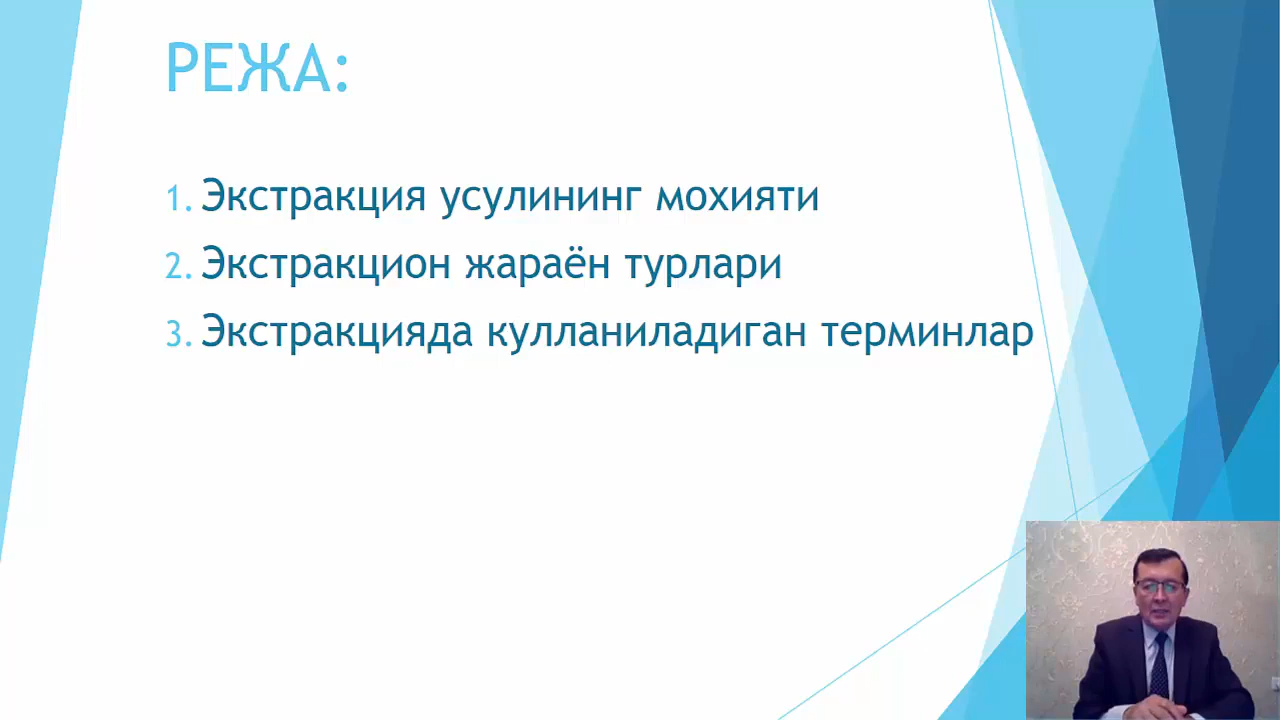 РЕЖА:
1. Экстракция усулининг мохияти
2. Экстракцион жараён турлари
3. Экстракцияда кулланиладиган терминлар